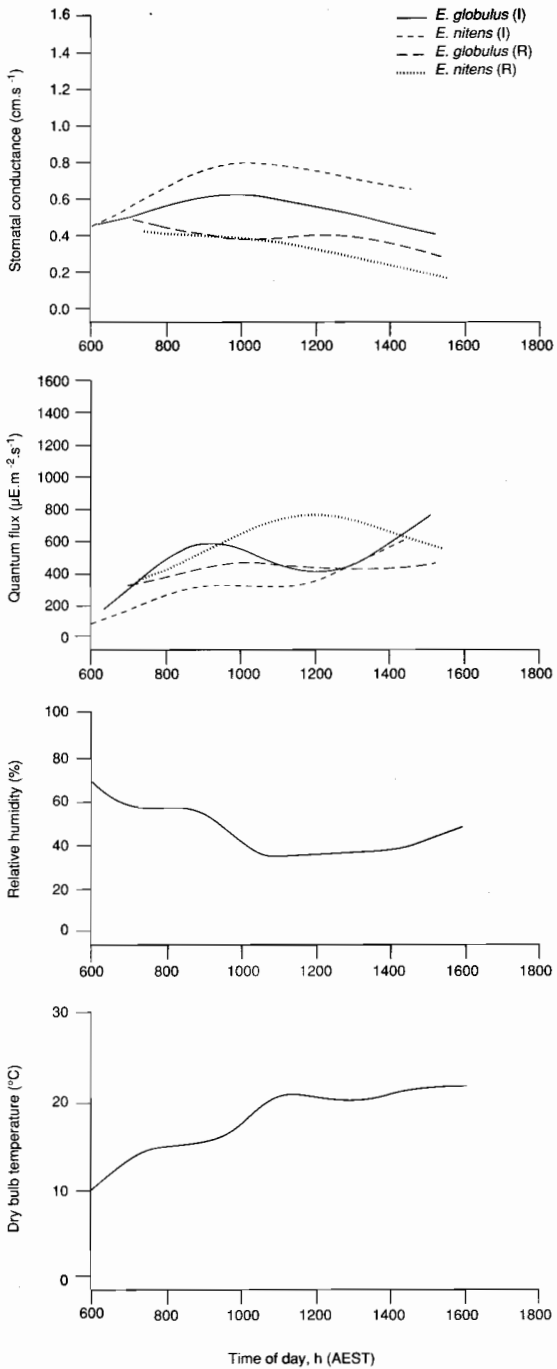 1.6
1.4
1.2
1.0
0.8
0.6
0.4
0.2
0.0
Stomatal conductance (cm.s⁻¹)
E. globulus (I)
E. nitens (I)
E. globulus (R)
E. nitens (R)
600 800 1000 1200 1400 1600 1800
1600
1400
1200
1000
800
600
400
200
0
Quantum flux (µE.m⁻².s⁻¹)
600 800 1000 1200 1400 1600 1800
100
80
60
40
20
0
Relative humidity (%)
600 800 1000 1200 1400 1600 1800
30
20
10
0
Dry bulb temperature (°C)
600 800 1000 1200 1400 1600 1800
Time of day, h (AEST)